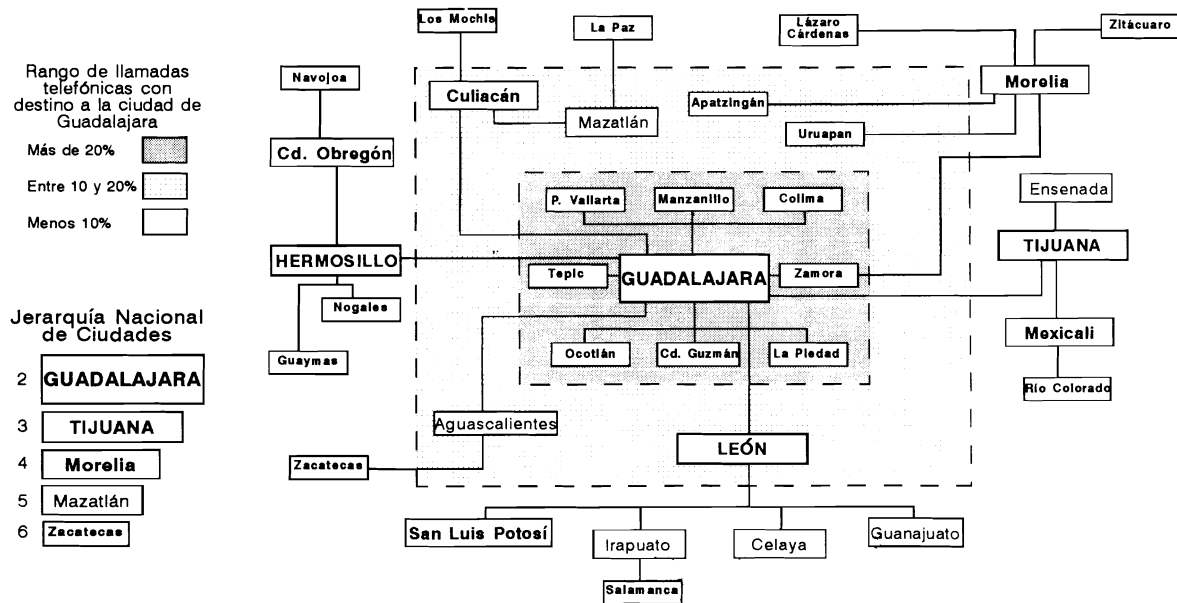 Rango de llamadas
telefónicas con
destino a la ciudad de
Guadalajara
Más de 20%
Entre 10 y 20%
Menos 10%
Jerarquía Nacional
de Ciudades
2 GUADALAJARA
3 TIJUANA
4 Morelia
5 Mazatlán
6 Zacatecas
Los Mochis
La Paz
Lázaro
Cárdenas
Zitácuaro
Navojoa
Culiacán
Morelia
Apatzingán
Mazatlán
Uruapan
Cd. Obregón
P. Vallarta
Manzanillo
Colima
Ensenada
TIJUANA
HERMOSILLO
Tepic
GUADALAJARA
Zamora
Nogales
Mexicali
Guaymas
Ocotlán
Cd. Guzmán
La Piedad
Río Colorado
Aguascalientes
LEÓN
Zacatecas
San Luis Potosí
Irapuato
Celaya
Guanajuato
Salamanca